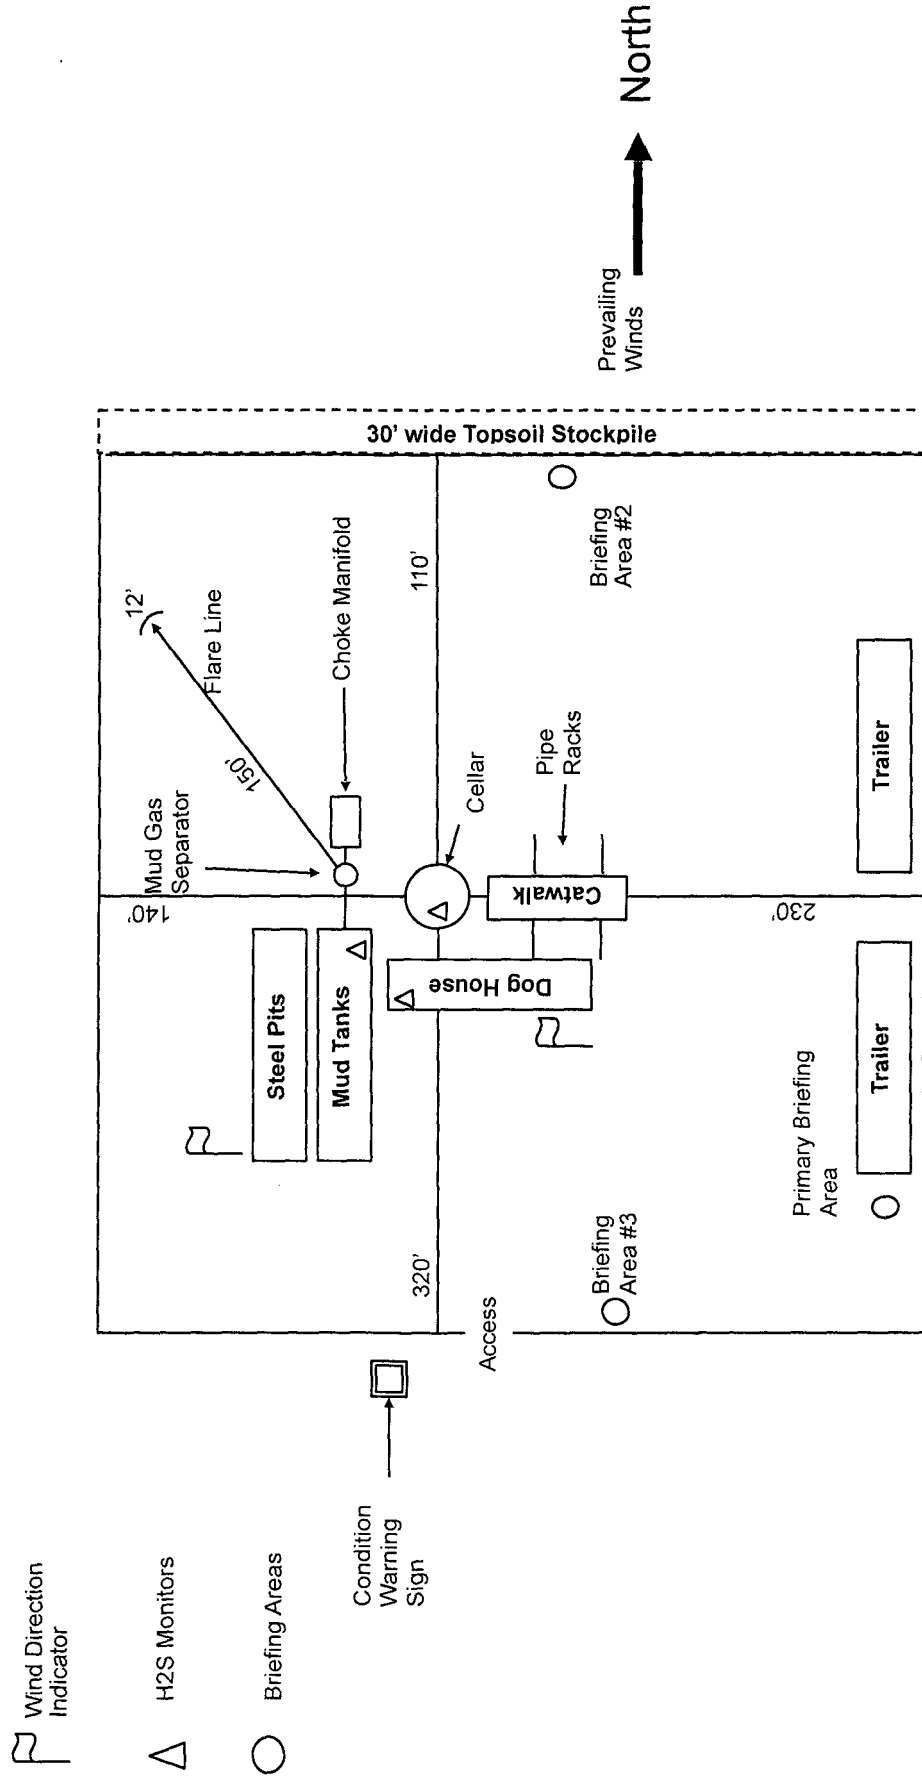 Wind Direction
Indicator
H2S Monitors
Briefing Areas
Condition
Warning
Sign
Access
320'
Briefing
Area #3
Primary Briefing
Area
Trailer
Steel Pits
Mud Tanks
Dog House
140'
Mud Gas
Separator
150'
Flare Line
12'
Choke Manifold
Cellar
Catwalk
Pipe
Racks
230'
Trailer
110'
Briefing
Area #2
30' wide Topsoil Stockpile
Prevailing
Winds
North